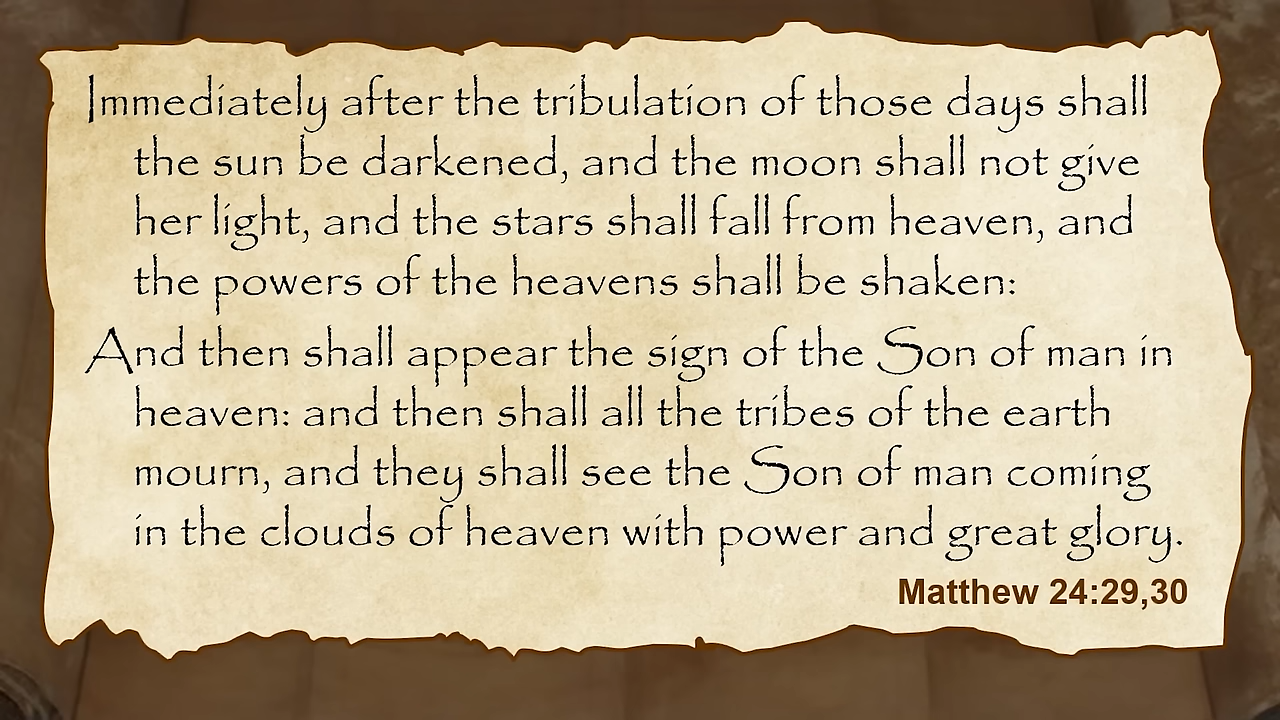 Immediately after the tribulation of those days shall
the sun be darkened, and the moon shall not give
her light, and the stars shall fall from heaven, and
the powers of the heavens shall be shaken:
And then shall appear the sign of the Son of man in
heaven: and then shall all the tribes of the earth
mourn, and they shall see the Son of man coming
in the clouds of heaven with power and great glory.
Matthew 24:29,30